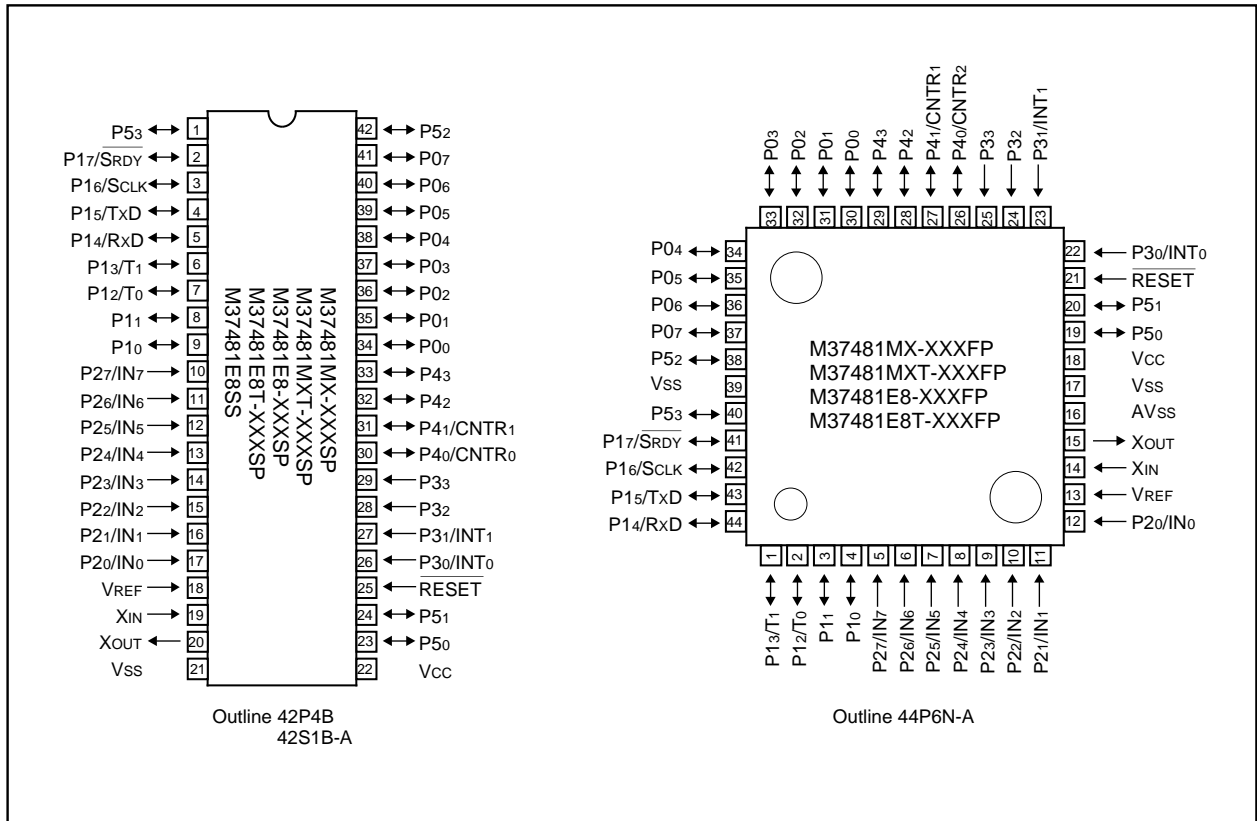 P53 1
P17/SRDY 2
P16/SCLK 3
P15/TXD 4
P14/RXD 5
P13/T1 6
P12/T0 7
P11 8
P10 9
P27/IN7 10
P26/IN6 11
P25/IN5 12
P24/IN4 13
P23/IN3 14
P22/IN2 15
P21/IN1 16
P20/IN0 17
VREF 18
XIN 19
XOUT 20
VSS 21
M37481MX-XXXSP
M37481MXT-XXXSP
M37481E8-XXXSP
M37481E8T-XXXSP
M37481E8SS
42 P52
41 P07
40 P06
39 P05
38 P04
37 P03
36 P02
35 P01
34 P00
33 P43
32 P42
31 P41/CNTR1
30 P40/CNTR0
29 P33
28 P32
27 P31/INT1
26 P30/INT0
25 RESET
24 P51
23 P50
22 VCC
Outline 42P4B
42S1B-A
P03 33
P02 32
P01 31
P00 30
P43 29
P42 28
P41/CNTR1 27
P40/CNTR2 26
P33 25
P32 24
P31/INT1 23
P04 34
P05 35
P06 36
P07 37
P52 38
VSS 39
P53 40
P17/SRDY 41
P16/SCLK 42
P15/TXD 43
P14/RXD 44
M37481MX-XXXFP
M37481MXT-XXXFP
M37481E8-XXXFP
M37481E8T-XXXFP
22 P30/INT0
21 RESET
20 P51
19 P50
18 VCC
17 VSS
16 AVSS
15 XOUT
14 XIN
13 VREF
12 P20/IN0
1 P13/T1
2 P12/T0
3 P11
4 P10
5 P27/IN7
6 P26/IN6
7 P25/IN5
8 P24/IN4
9 P23/IN3
10 P22/IN2
11 P21/IN1
Outline 44P6N-A